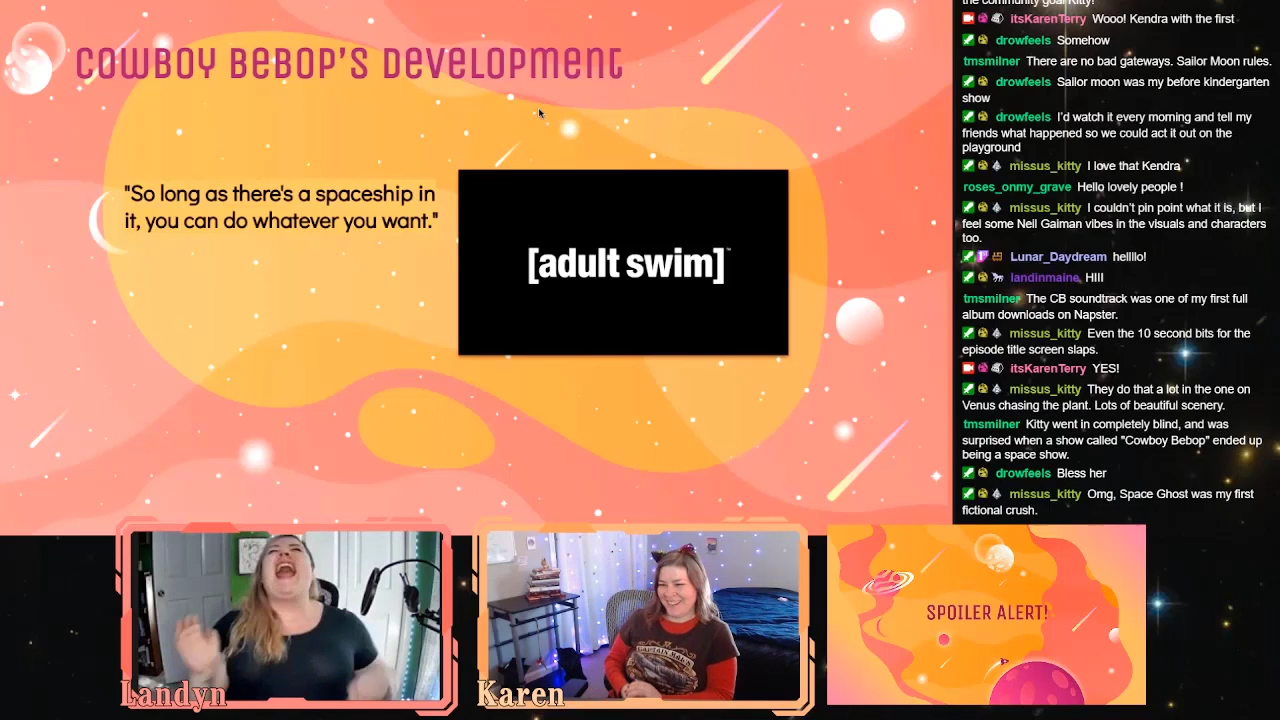 COWBOY BEBOP'S DEVELOPMENT
"So long as there's a spaceship in
it, you can do whatever you want."
[adult swim]™
the community goal Kitty!
itsKarenTerry Wooo! Kendra with the first
drowfeels Somehow
tmsmilner There are no bad gateways. Sailor Moon rules.
drowfeels Sailor moon was my before kindergarten
show
drowfeels I'd watch it every morning and tell my
friends what happened so we could act it out on the
playground
missus_kitty I love that Kendra
roses_onmy_grave Hello lovely people !
missus_kitty I couldn't pin point what it is, but I
feel some Neil Gaiman vibes in the visuals and characters
too.
Lunar_Daydream hellllo!
landinmaine HIII
tmsmilner The CB soundtrack was one of my first full
album downloads on Napster.
missus_kitty Even the 10 second bits for the
episode title screen slaps.
itsKarenTerry YES!
missus_kitty They do that a lot in the one on
Venus chasing the plant. Lots of beautiful scenery.
tmsmilner Kitty went in completely blind, and was
surprised when a show called "Cowboy Bebop" ended up
being a space show.
drowfeels Bless her
missus_kitty Omg, Space Ghost was my first
fictional crush.
Landyn
Karen
SPOILER ALERT!